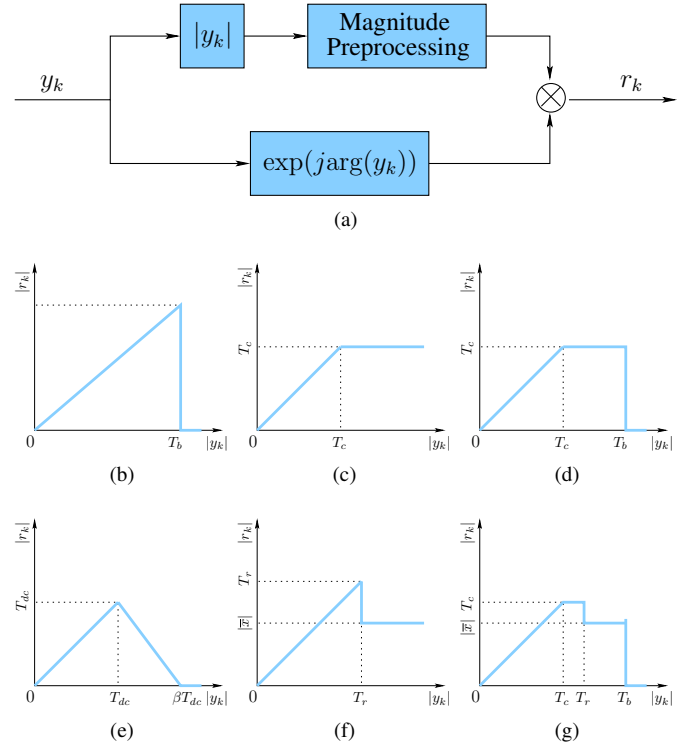 |y_k|
Magnitude
Preprocessing
y_k
r_k
exp(jarg(y_k))
(a)
|r_k|
0
T_b
|y_k|
(b)
|r_k|
T_c
0
T_c
|y_k|
(c)
|r_k|
T_c
0
T_c
T_b
|y_k|
(d)
|r_k|
T_dc
0
T_dc
βT_dc
|y_k|
(e)
|r_k|
T_r
|x̅|
0
T_r
|y_k|
(f)
|r_k|
T_c
|x̅|
0
T_c
T_r
T_b
|y_k|
(g)